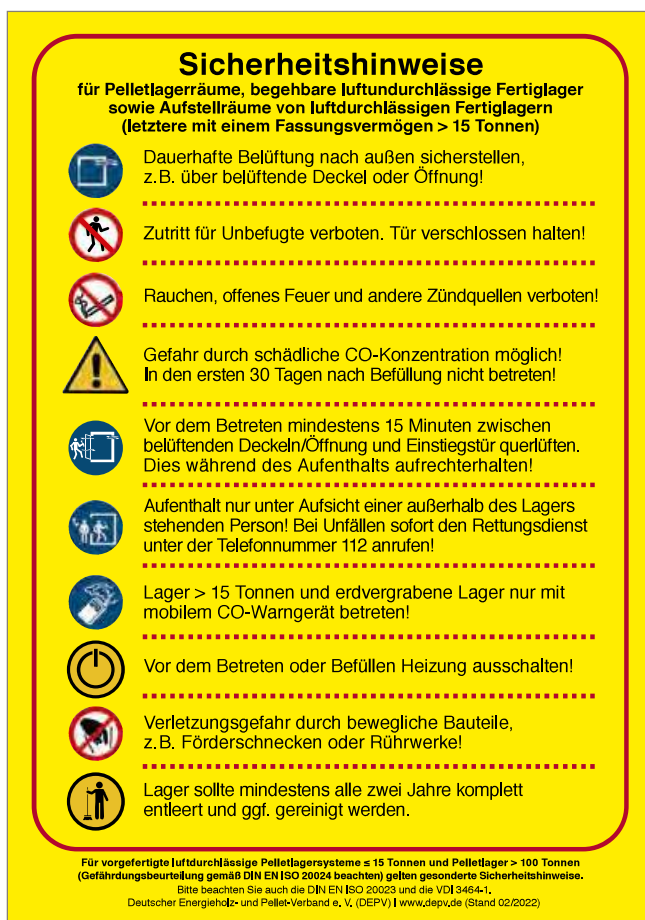 Sicherheitshinweise
für Pelletlagerräume, begehbare luftundurchlässige Fertiglager
sowie Aufstellräume von luftdurchlässigen Fertiglagern
(letztere mit einem Fassungsvermögen > 15 Tonnen)
Dauerhafte Belüftung nach außen sicherstellen,
z.B. über belüftende Deckel oder Öffnung!
Zutritt für Unbefugte verboten. Tür verschlossen halten!
Rauchen, offenes Feuer und andere Zündquellen verboten!
Gefahr durch schädliche CO-Konzentration möglich!
In den ersten 30 Tagen nach Befüllung nicht betreten!
Vor dem Betreten mindestens 15 Minuten zwischen
belüftenden Deckeln/Öffnung und Einstiegstür querlüften.
Dies während des Aufenthalts aufrechterhalten!
Aufenthalt nur unter Aufsicht einer außerhalb des Lagers
stehenden Person! Bei Unfällen sofort den Rettungsdienst
unter der Telefonnummer 112 anrufen!
Lager > 15 Tonnen und erdvergrabene Lager nur mit
mobilem CO-Warngerät betreten!
Vor dem Betreten oder Befüllen Heizung ausschalten!
Verletzungsgefahr durch bewegliche Bauteile,
z.B. Förderschnecken oder Rührwerke!
Lager sollte mindestens alle zwei Jahre komplett
entleert und ggf. gereinigt werden.
Für vorgefertigte luftdurchlässige Pelletlagersysteme ≤ 15 Tonnen und Pelletlager > 100 Tonnen
(Gefährdungsbeurteilung gemäß DIN EN ISO 20024 beachten) gelten gesonderte Sicherheitshinweise.
Bitte beachten Sie auch die DIN EN ISO 20023 und die VDI 3464-1.
Deutscher Energieholz- und Pellet-Verband e. V. (DEPV) I www.depv.de (Stand 02/2022)